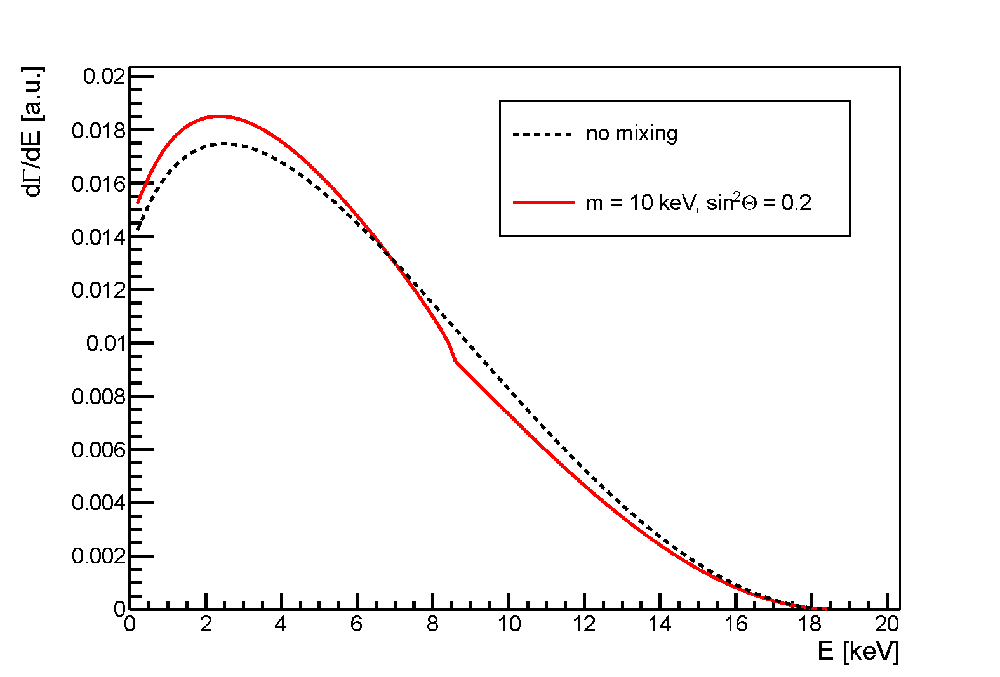 dΓ/dE [a.u.]
0.02
0.018
0.016
0.014
0.012
0.01
0.008
0.006
0.004
0.002
0
no mixing
m = 10 keV, sin²Θ = 0.2
0 2 4 6 8 10 12 14 16 18 20
E [keV]